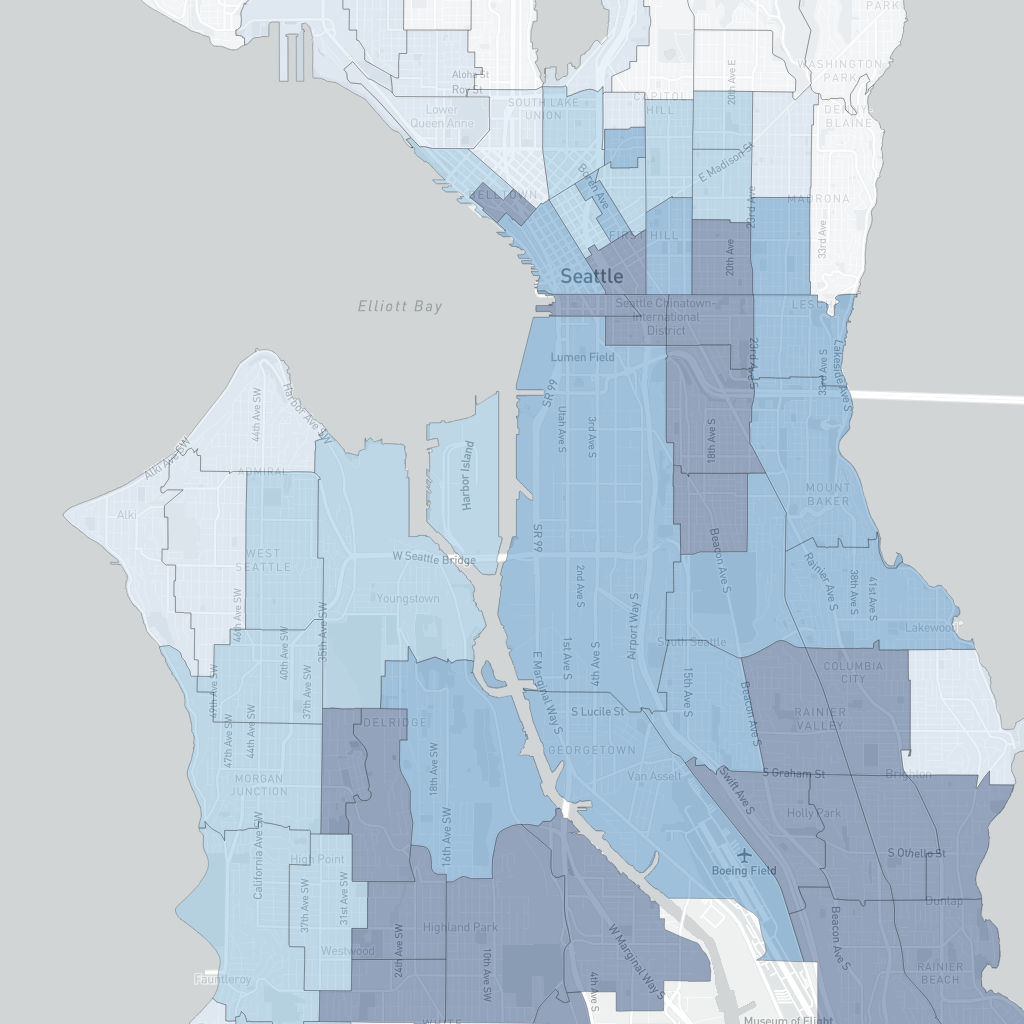 PARK
WASHINGTON
PARK
Aloha St
Roy St
20th Ave E
CAPITOL
HILL
SOUTH LAKE
UNION
Lower
Queen Anne
DENNY
BLAINE
E Madison St
Boren Ave
BELLTOWN
MADRONA
23rd Ave
33rd Ave
FIRST HILL
20th Ave
Seattle
Elliott Bay
Seattle Chinatown-
International
District
LESC
Lumen Field
23rd Ave S
33rd Ave S
Lakeside Ave S
SR 99
Utah Ave S
3rd Ave S
18th Ave S
44th Ave SW
Harbor Ave SW
Alki Ave SW
ADMIRAL
Alki
Harbor Island
MOUNT
BAKER
SR 99
WEST
SEATTLE
W Seattle Bridge
Beacon Ave S
Rainier Ave S
38th Ave S
41st Ave S
2nd Ave S
Youngstown
46th Ave SW
35th Ave SW
Airport Way S
Lakewood
South Seattle
40th Ave SW
1st Ave S
4th Ave S
E Marginal Way S
15th Ave S
COLUMBIA
CITY
49th Ave SW
37th Ave SW
Beacon Ave S
S Lucile St
RAINIER
VALLEY
DELRIDGE
47th Ave SW
44th Ave SW
GEORGETOWN
18th Ave SW
Van Asselt
S Graham St
Brighton
MORGAN
JUNCTION
Swift Ave S
Holly Park
16th Ave SW
California Ave SW
High Point
S Othello St
Boeing Field
37th Ave SW
31st Ave SW
Dunlap
Highland Park
Westwood
24th Ave SW
10th Ave SW
W Marginal Way S
Beacon Ave S
Fauntleroy
4th Ave S
RAINIER
BEACH
WHITE
Museum of Flight